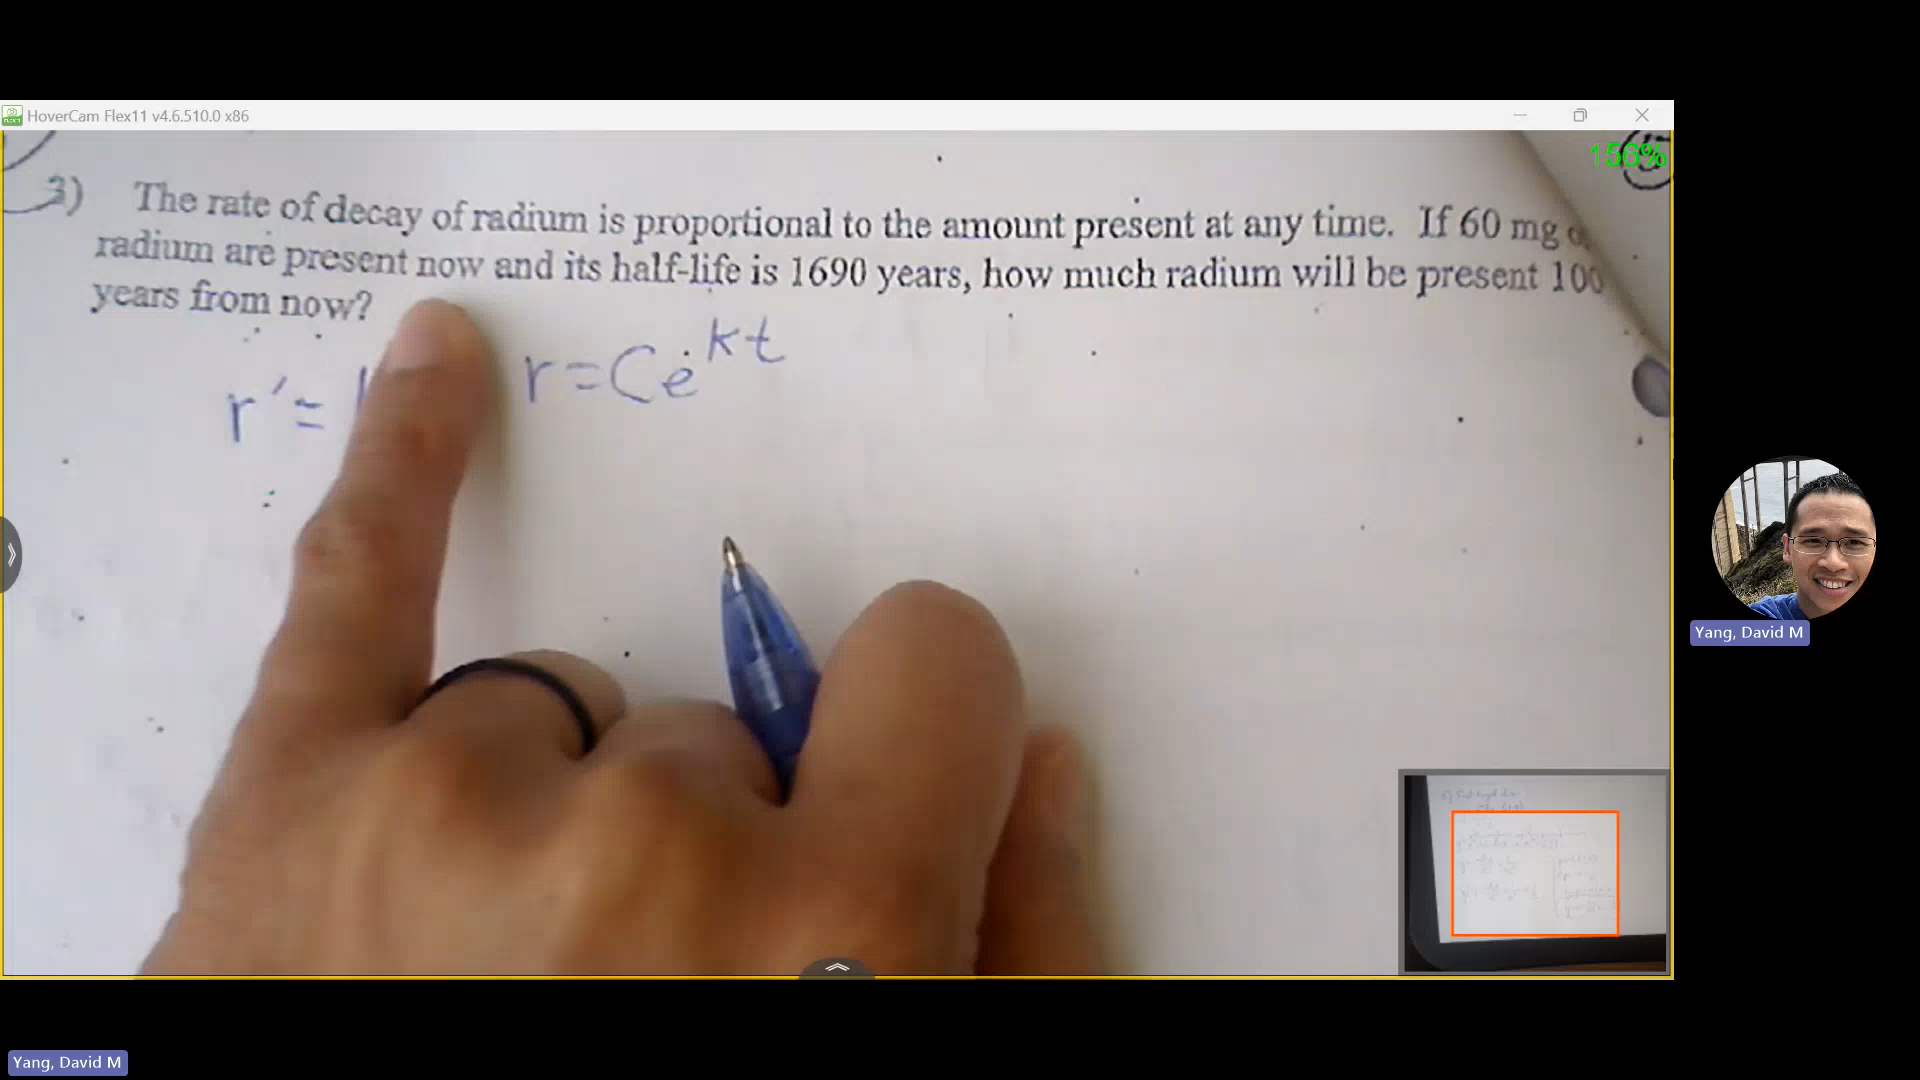 HoverCam Flex11 v4.6.510.0 x86
156%
3) The rate of decay of radium is proportional to the amount present at any time. If 60 mg
radium are present now and its half-life is 1690 years, how much radium will be present 100
years from now?
r' = r = Ce^kt
Yang, David M
Yang, David M